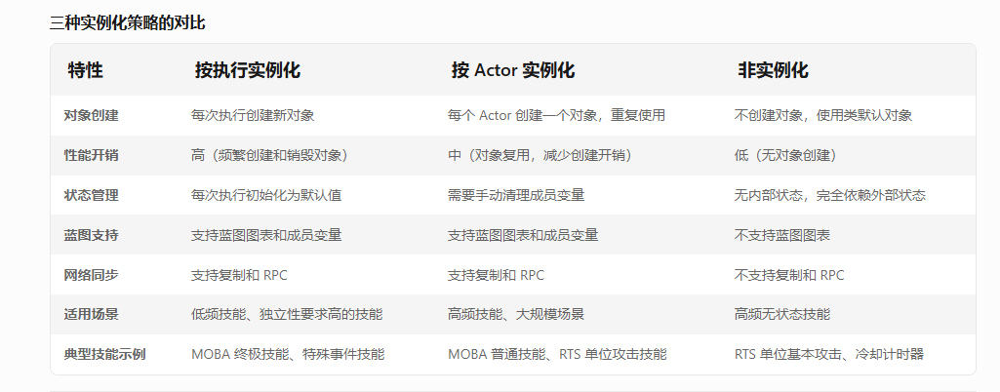 三种实例化策略的对比
特性 按执行实例化 按 Actor 实例化 非实例化
对象创建 每次执行创建新对象 每个 Actor 创建一个对象，重复使用 不创建对象，使用类默认对象
性能开销 高（频繁创建和销毁对象） 中（对象复用，减少创建开销） 低（无对象创建）
状态管理 每次执行初始化为默认值 需要手动清理成员变量 无内部状态，完全依赖外部状态
蓝图支持 支持蓝图图表和成员变量 支持蓝图图表和成员变量 不支持蓝图图表
网络同步 支持复制和 RPC 支持复制和 RPC 不支持复制和 RPC
适用场景 低频技能、独立性要求高的技能 高频技能、大规模场景 高频无状态技能
典型技能示例 MOBA 终极技能、特殊事件技能 MOBA 普通技能、RTS 单位攻击技能 RTS 单位基本攻击、冷却计时器